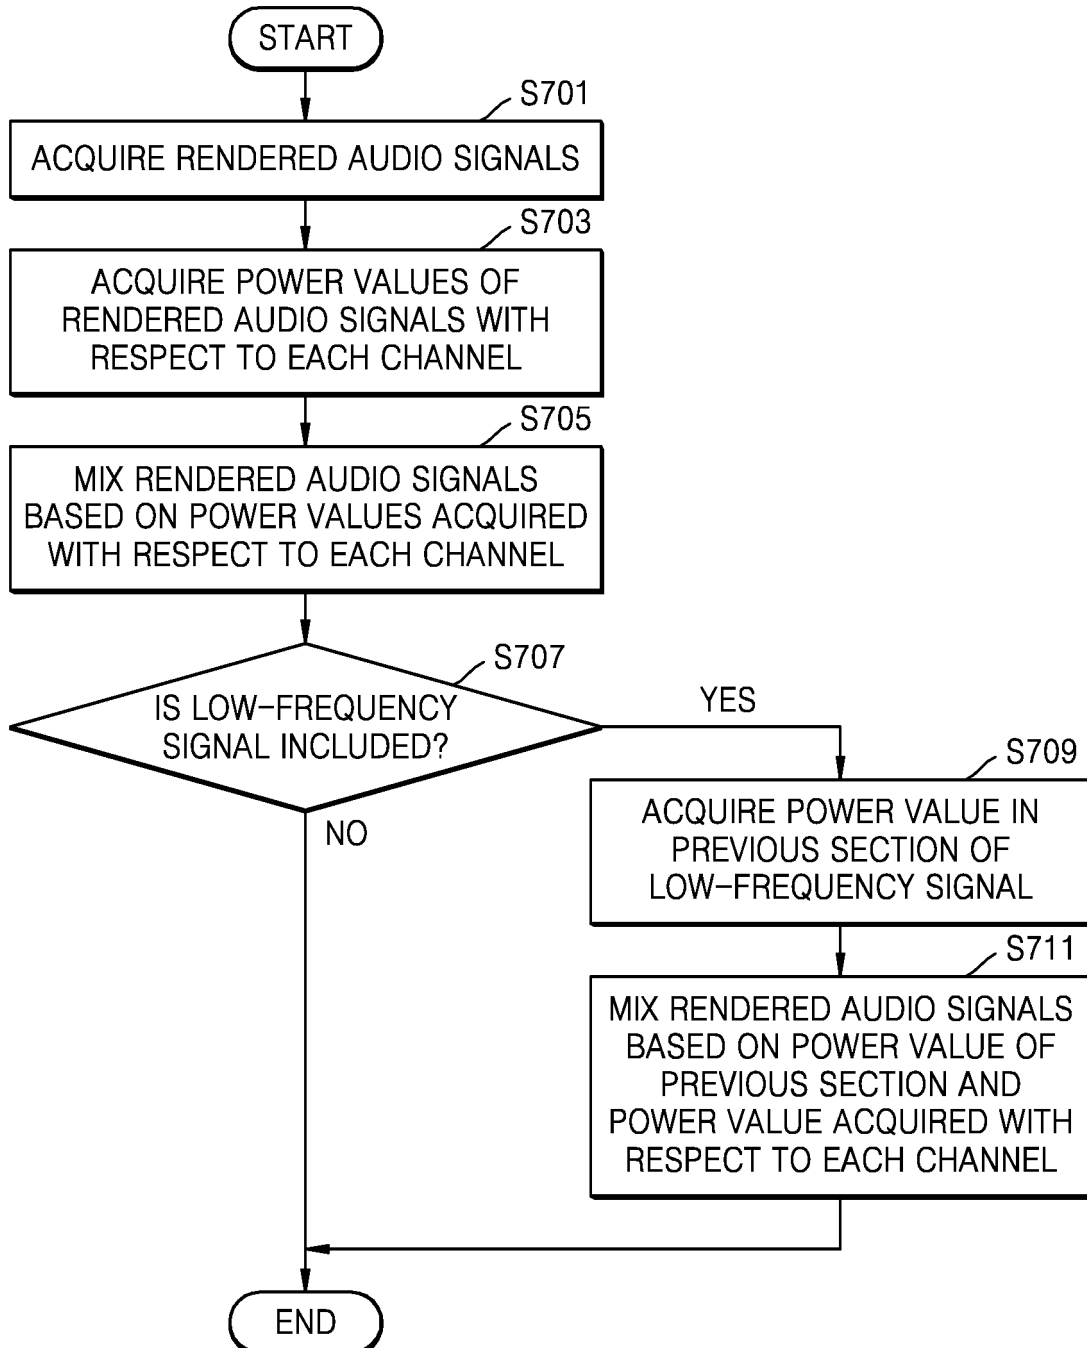 START
S701
ACQUIRE RENDERED AUDIO SIGNALS
S703
ACQUIRE POWER VALUES OF
RENDERED AUDIO SIGNALS WITH
RESPECT TO EACH CHANNEL
S705
MIX RENDERED AUDIO SIGNALS
BASED ON POWER VALUES ACQUIRED
WITH RESPECT TO EACH CHANNEL
S707
IS LOW-FREQUENCY
SIGNAL INCLUDED?
YES
NO
S709
ACQUIRE POWER VALUE IN
PREVIOUS SECTION OF
LOW-FREQUENCY SIGNAL
S711
MIX RENDERED AUDIO SIGNALS
BASED ON POWER VALUE OF
PREVIOUS SECTION AND
POWER VALUE ACQUIRED WITH
RESPECT TO EACH CHANNEL
END